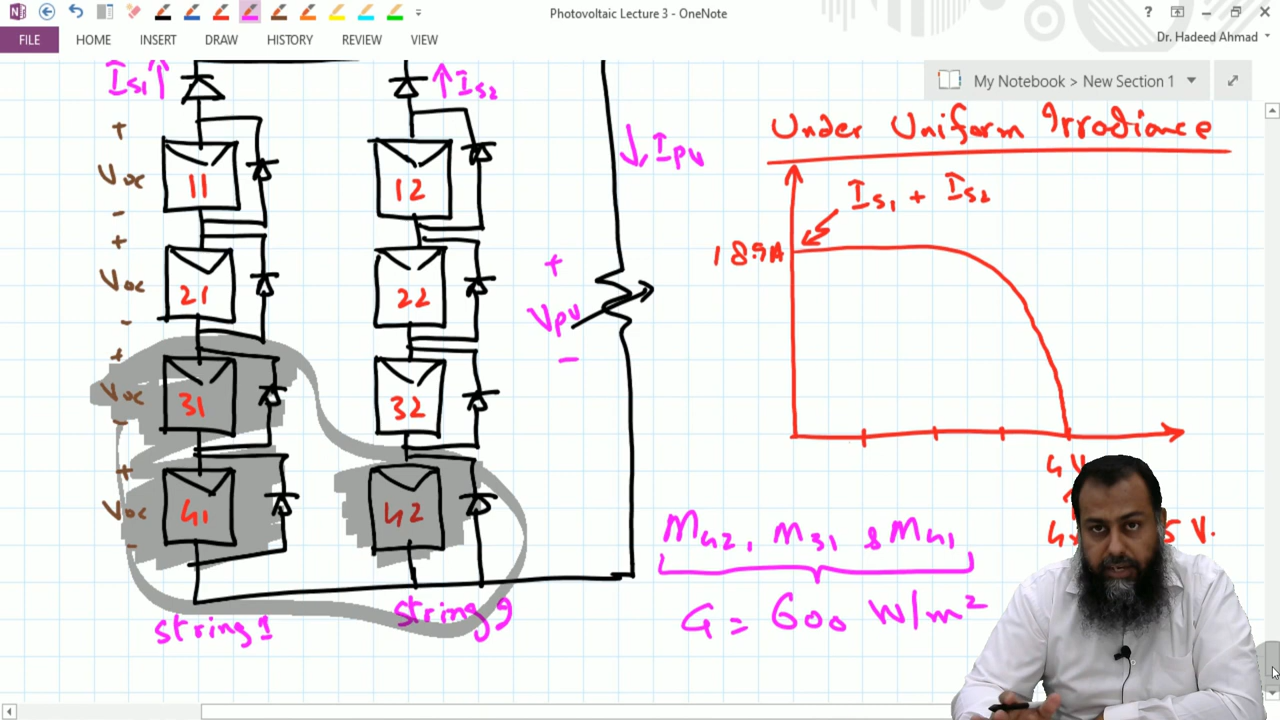 Photovoltaic Lecture 3 - OneNote
FILE HOME INSERT DRAW HISTORY REVIEW VIEW
Dr. Hadeed Ahmad
My Notebook > New Section 1
Under Uniform Irradiance
Is1 ↑
↑ Is2
↓ Ipv
Is1 + Is2
18.9A
+
Voc
-
11
12
+
Voc
-
21
22
+
Vpv
-
+
Voc
-
31
32
+
Voc
-
41
42
M42, M31 & M41
G = 600 W/m²
string 1
string 2